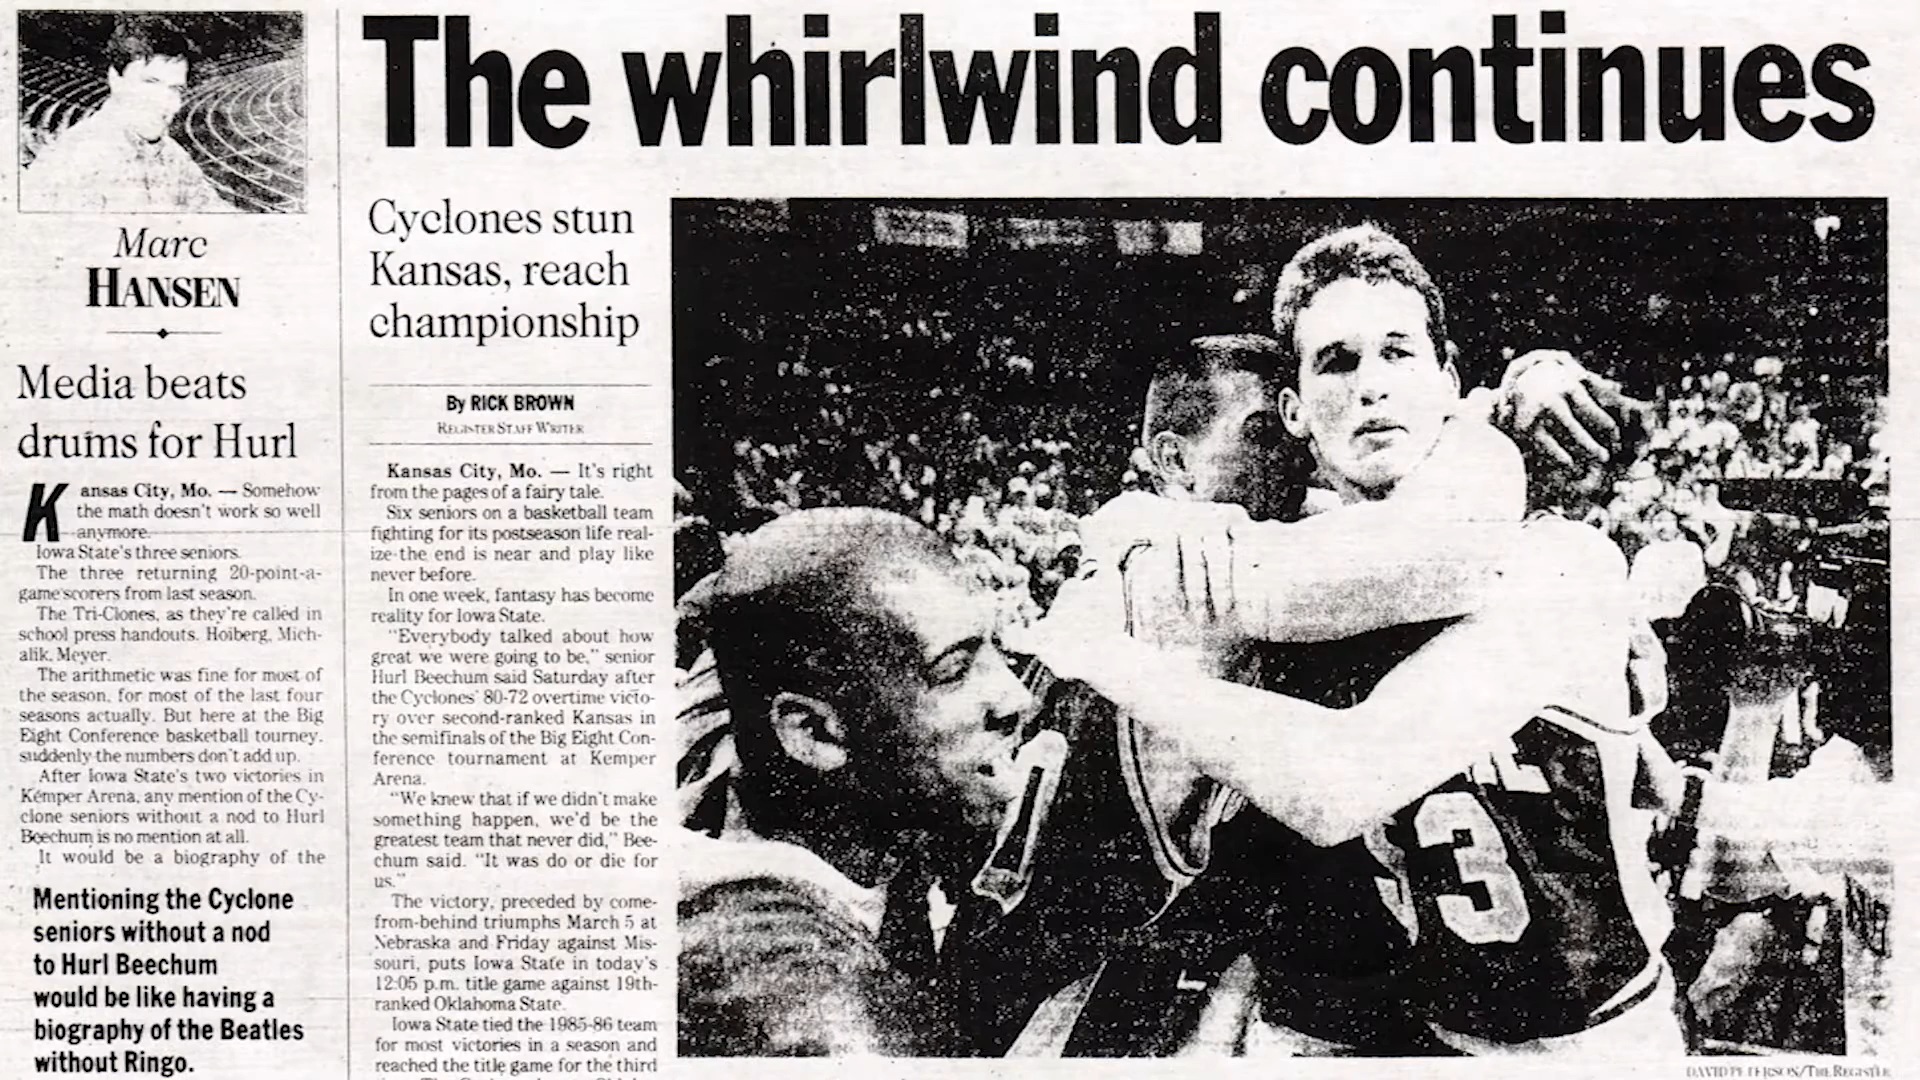 The whirlwind continues
Marc
HANSEN
Media beats
drums for Hurl
Kansas City, Mo. — Somehow
the math doesn't work so well
anymore.
Iowa State's three seniors.
The three returning 20-point-a-
game scorers from last season.
The Tri-Clones, as they're called in
school press handouts. Hoiberg, Mich-
alik, Meyer.
The arithmetic was fine for most of
the season, for most of the last four
seasons actually. But here at the Big
Eight Conference basketball tourney,
suddenly the numbers don't add up.
After Iowa State's two victories in
Kemper Arena, any mention of the Cy-
clone seniors without a nod to Hurl
Beechum is no mention at all.
It would be a biography of the
Mentioning the Cyclone
seniors without a nod
to Hurl Beechum
would be like having a
biography of the Beatles
without Ringo.
Cyclones stun
Kansas, reach
championship
By RICK BROWN
REGISTER STAFF WRITER
Kansas City, Mo. — It's right
from the pages of a fairy tale.
Six seniors on a basketball team
fighting for its postseason life real-
ize the end is near and play like
never before.
In one week, fantasy has become
reality for Iowa State.
"Everybody talked about how
great we were going to be," senior
Hurl Beechum said Saturday after
the Cyclones' 80-72 overtime victo-
ry over second-ranked Kansas in
the semifinals of the Big Eight Con-
ference tournament at Kemper
Arena.
"We knew that if we didn't make
something happen, we'd be the
greatest team that never did," Bee-
chum said. "It was do or die for
us."
The victory, preceded by come-
from-behind triumphs March 5 at
Nebraska and Friday against Mis-
souri, puts Iowa State in today's
12:05 p.m. title game against 19th-
ranked Oklahoma State.
Iowa State tied the 1985-86 team
for most victories in a season and
reached the title game for the third
3
DAVID PETERSON/THE REGISTER